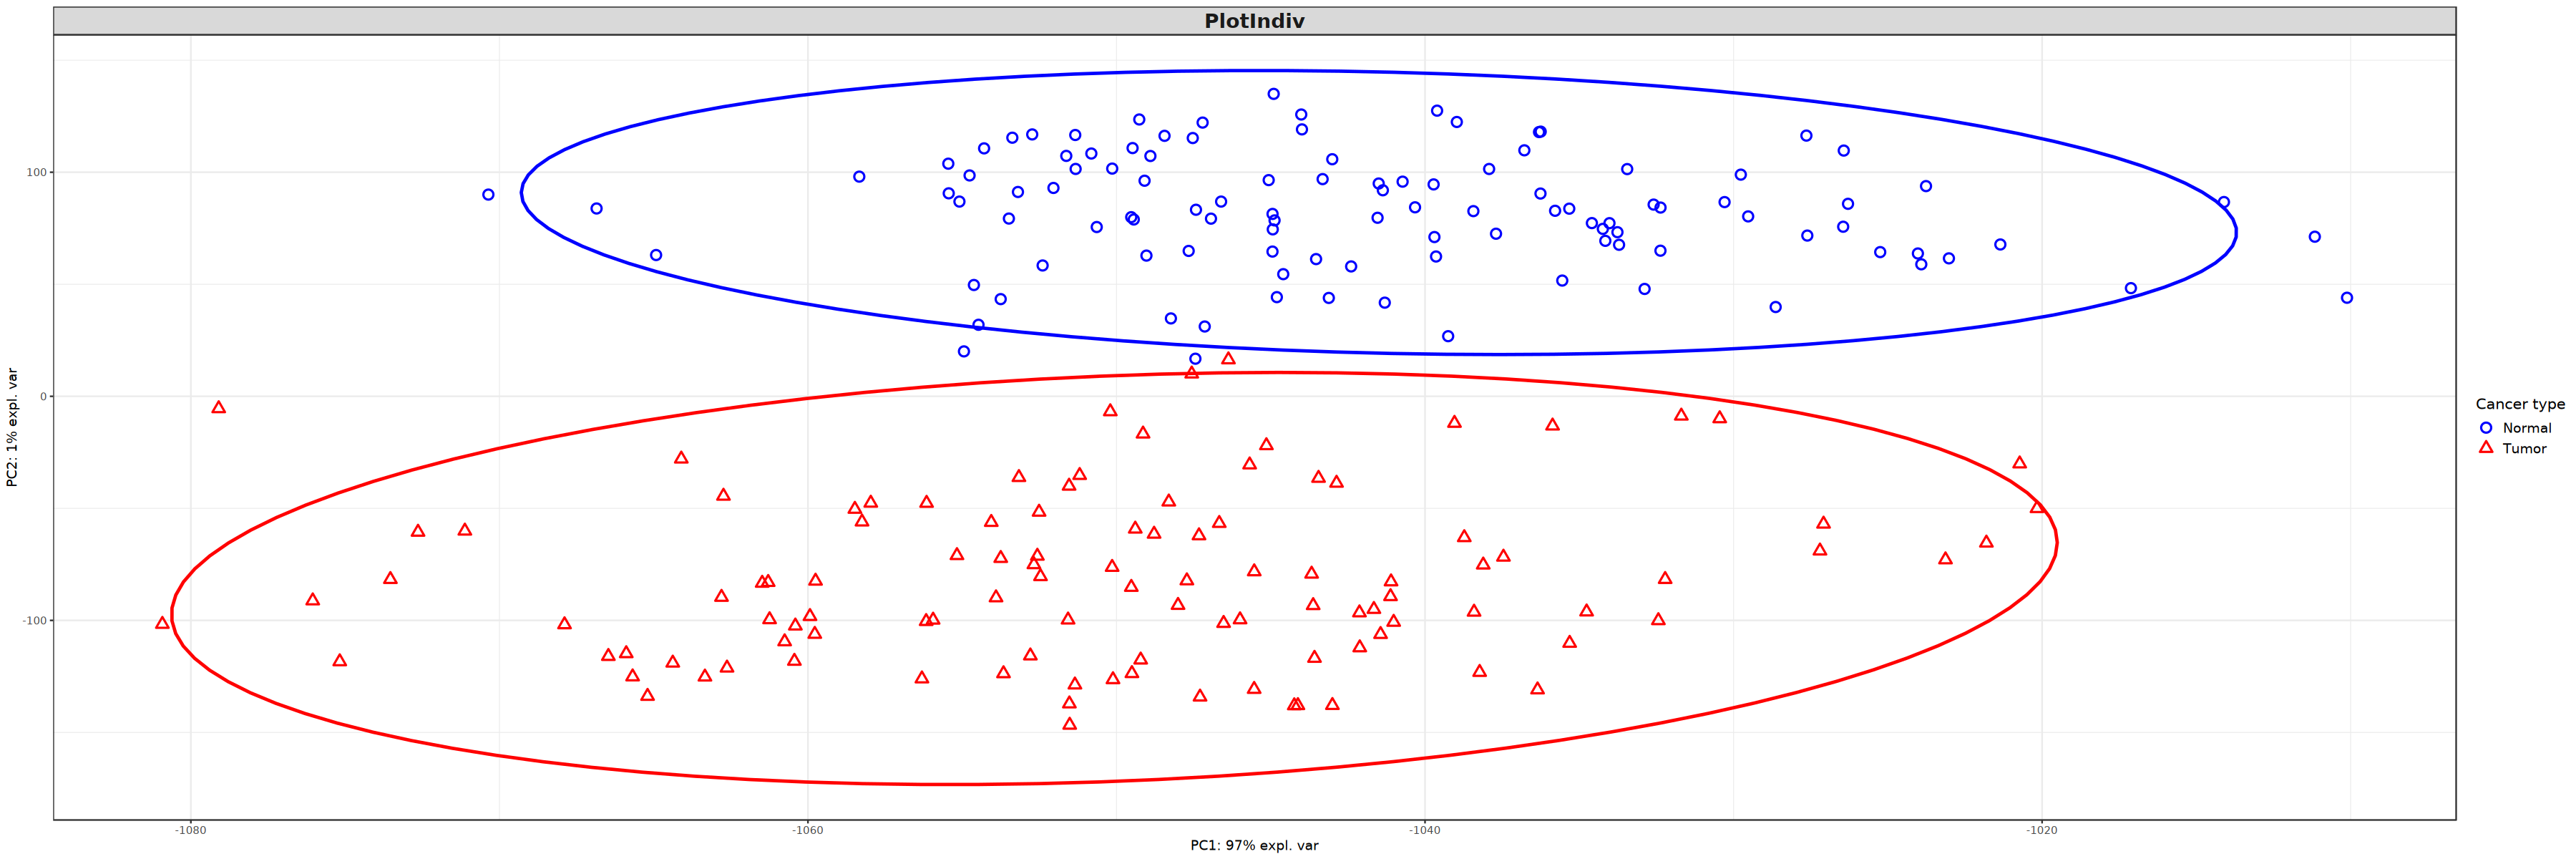 PlotIndiv
100
0
-100
PC2: 1% expl. var
-1080
-1060
-1040
-1020
PC1: 97% expl. var
Cancer type
Normal
Tumor